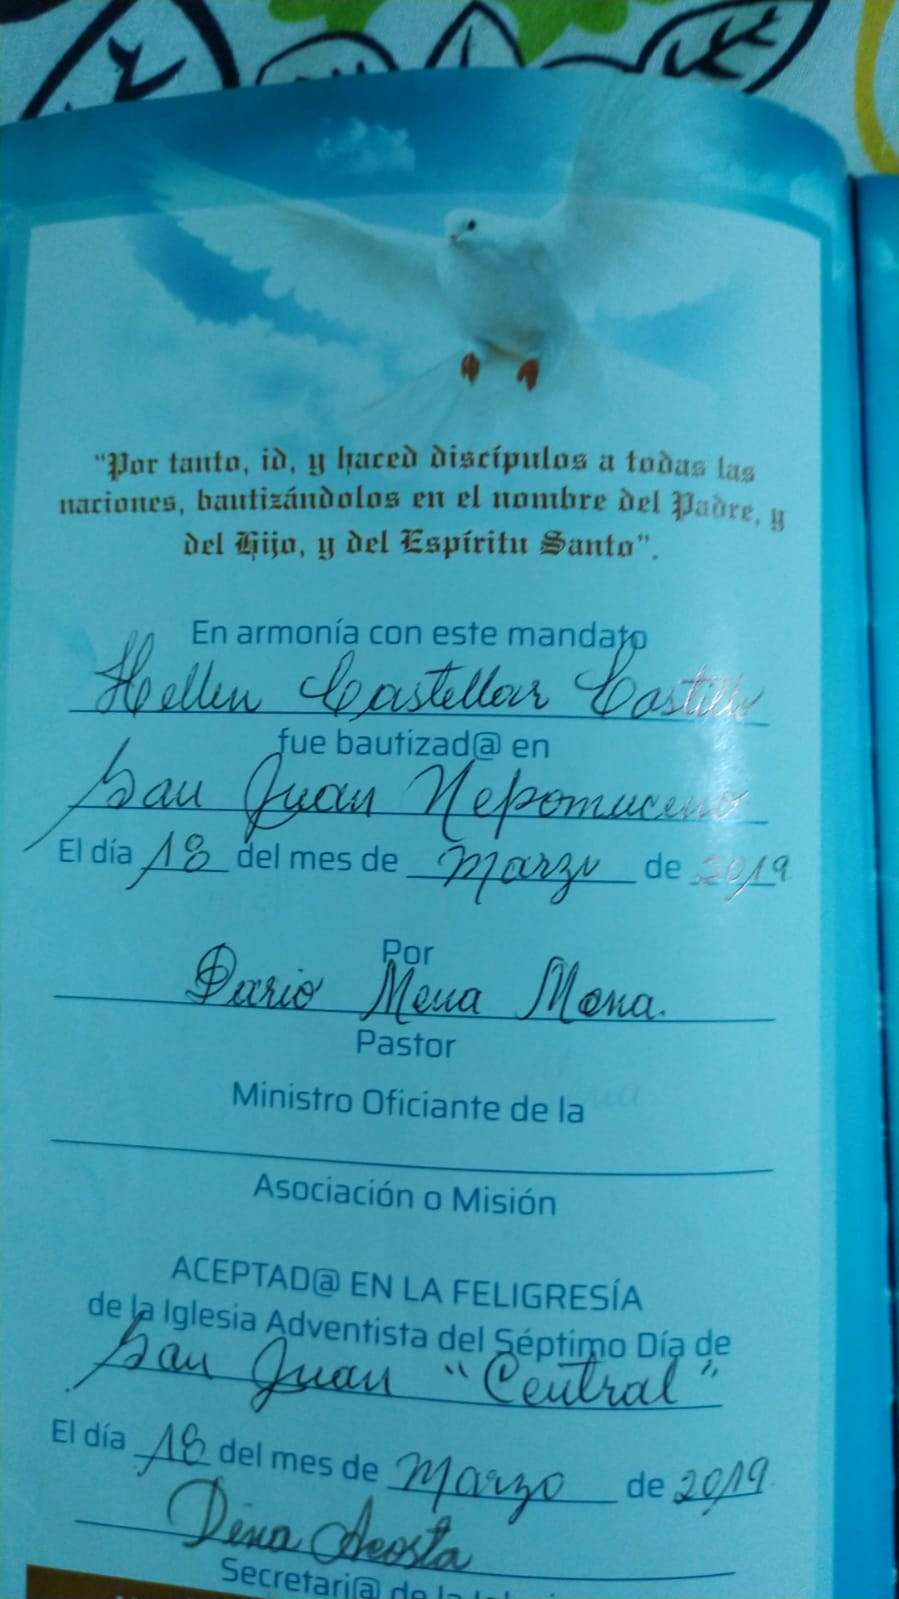 "Por tanto, id, y haced discípulos a todas las
naciones, bautizándolos en el nombre del Padre, y
del Hijo, y del Espíritu Santo".
En armonía con este mandato
Hellen Castellar Castillo
fue bautizad@ en
San Juan Nepomuceno
El día 18 del mes de Marzo de 2019
Por
Dario Mena Mena.
Pastor
Ministro Oficiante de la
Asociación o Misión
ACEPTAD@ EN LA FELIGRESÍA
de la Iglesia Adventista del Séptimo Día de
San Juan "Central"
El día 18 del mes de Marzo de 2019
Dina Acosta
Secretari@ de la